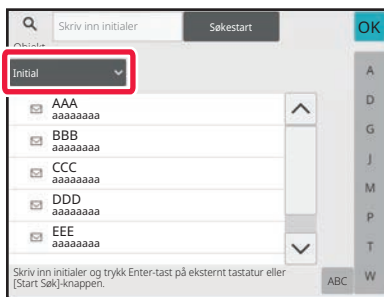 Skriv inn initialer
Søkestart
OK
Objekt
Initial
AAA
aaaaaaaa
BBB
aaaaaaaa
CCC
aaaaaaaa
DDD
aaaaaaaa
EEE
aaaaaaaa
Skriv inn initialer og trykk Enter-tast på eksternt tastatur eller
[Start Søk]-knappen.
ABC
A
D
G
J
M
P
T
W